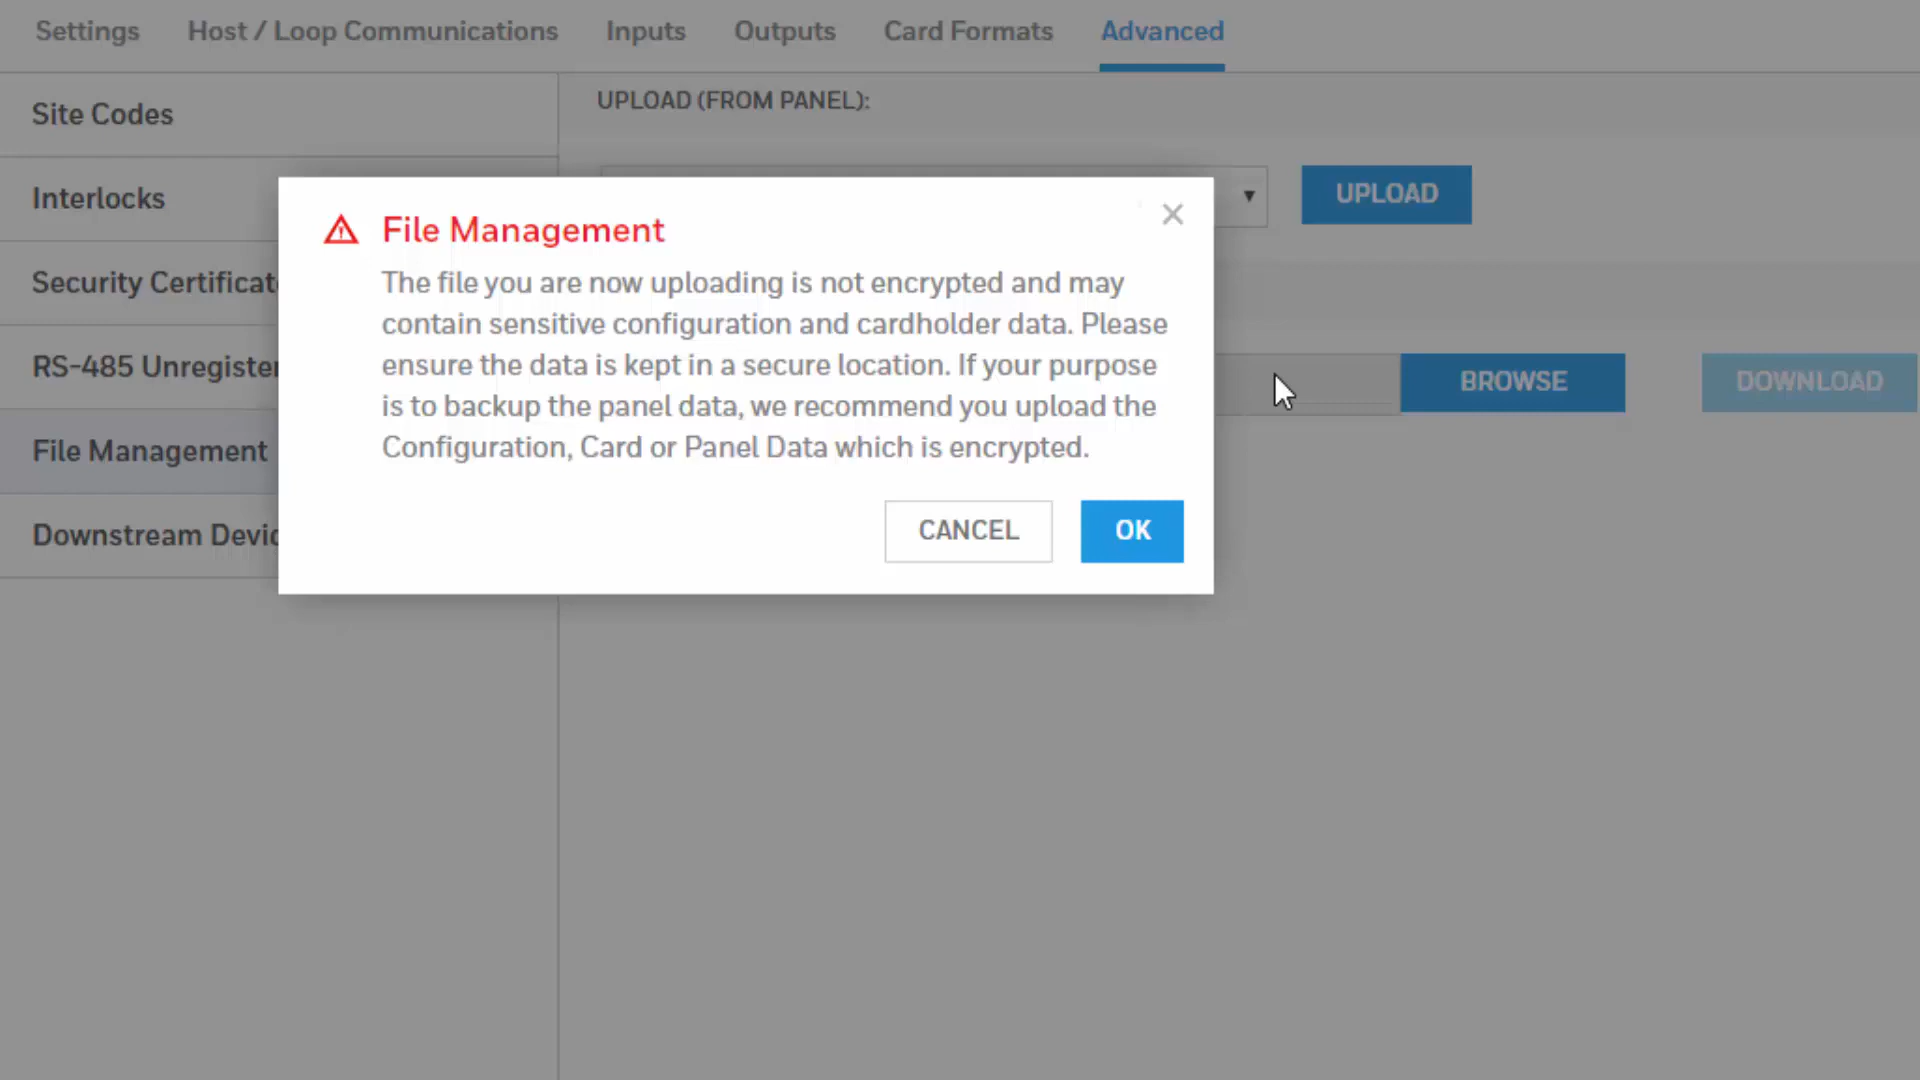 Settings Host / Loop Communications Inputs Outputs Card Formats Advanced
Site Codes
UPLOAD (FROM PANEL):
Interlocks
UPLOAD
File Management
The file you are now uploading is not encrypted and may
contain sensitive configuration and cardholder data. Please
ensure the data is kept in a secure location. If your purpose
is to backup the panel data, we recommend you upload the
Configuration, Card or Panel Data which is encrypted.
CANCEL OK
Security Certificat
RS-485 Unregister
BROWSE DOWNLOAD
File Management
Downstream Devic